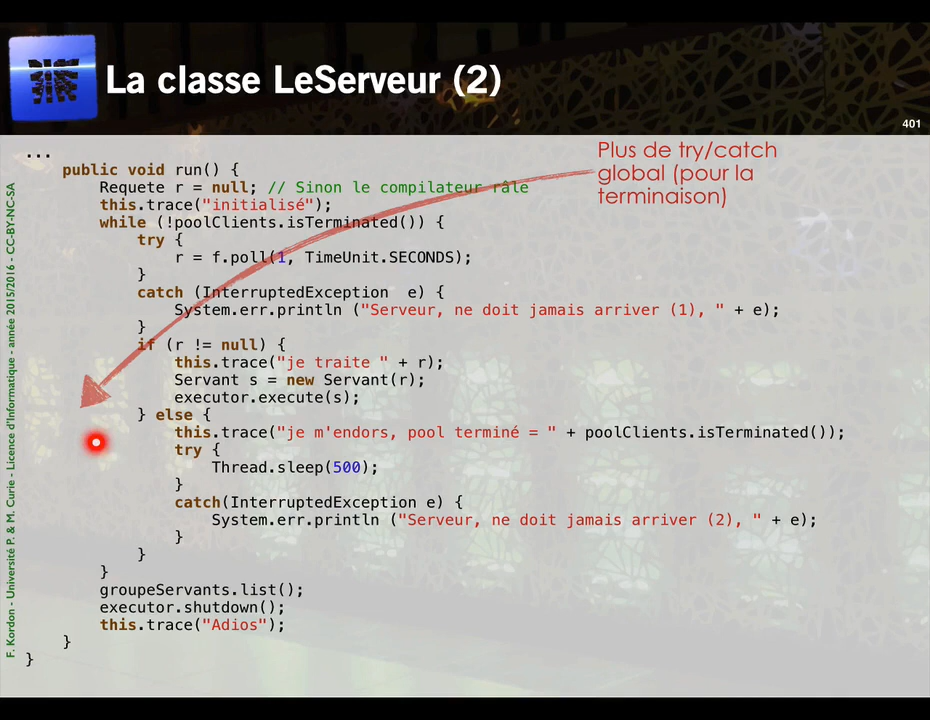 La classe LeServeur (2)
401
Plus de try/catch
global (pour la
terminaison)
...
public void run() {
Requete r = null; // Sinon le compilateur râle
this.trace("initialisé");
while (!poolClients.isTerminated()) {
try {
r = f.poll(1, TimeUnit.SECONDS);
}
catch (InterruptedException  e) {
System.err.println ("Serveur, ne doit jamais arriver (1), " + e);
}
if (r != null) {
this.trace("je traite " + r);
Servant s = new Servant(r);
executor.execute(s);
} else {
this.trace("je m'endors, pool terminé = " + poolClients.isTerminated());
try {
Thread.sleep(500);
}
catch(InterruptedException e) {
System.err.println ("Serveur, ne doit jamais arriver (2), " + e);
}
}
}
groupeServants.list();
executor.shutdown();
this.trace("Adios");
}
}
F. Kordon - Université P. & M. Curie - Licence d'Informatique - année 2015/2016 - CC-BY-NC-SA